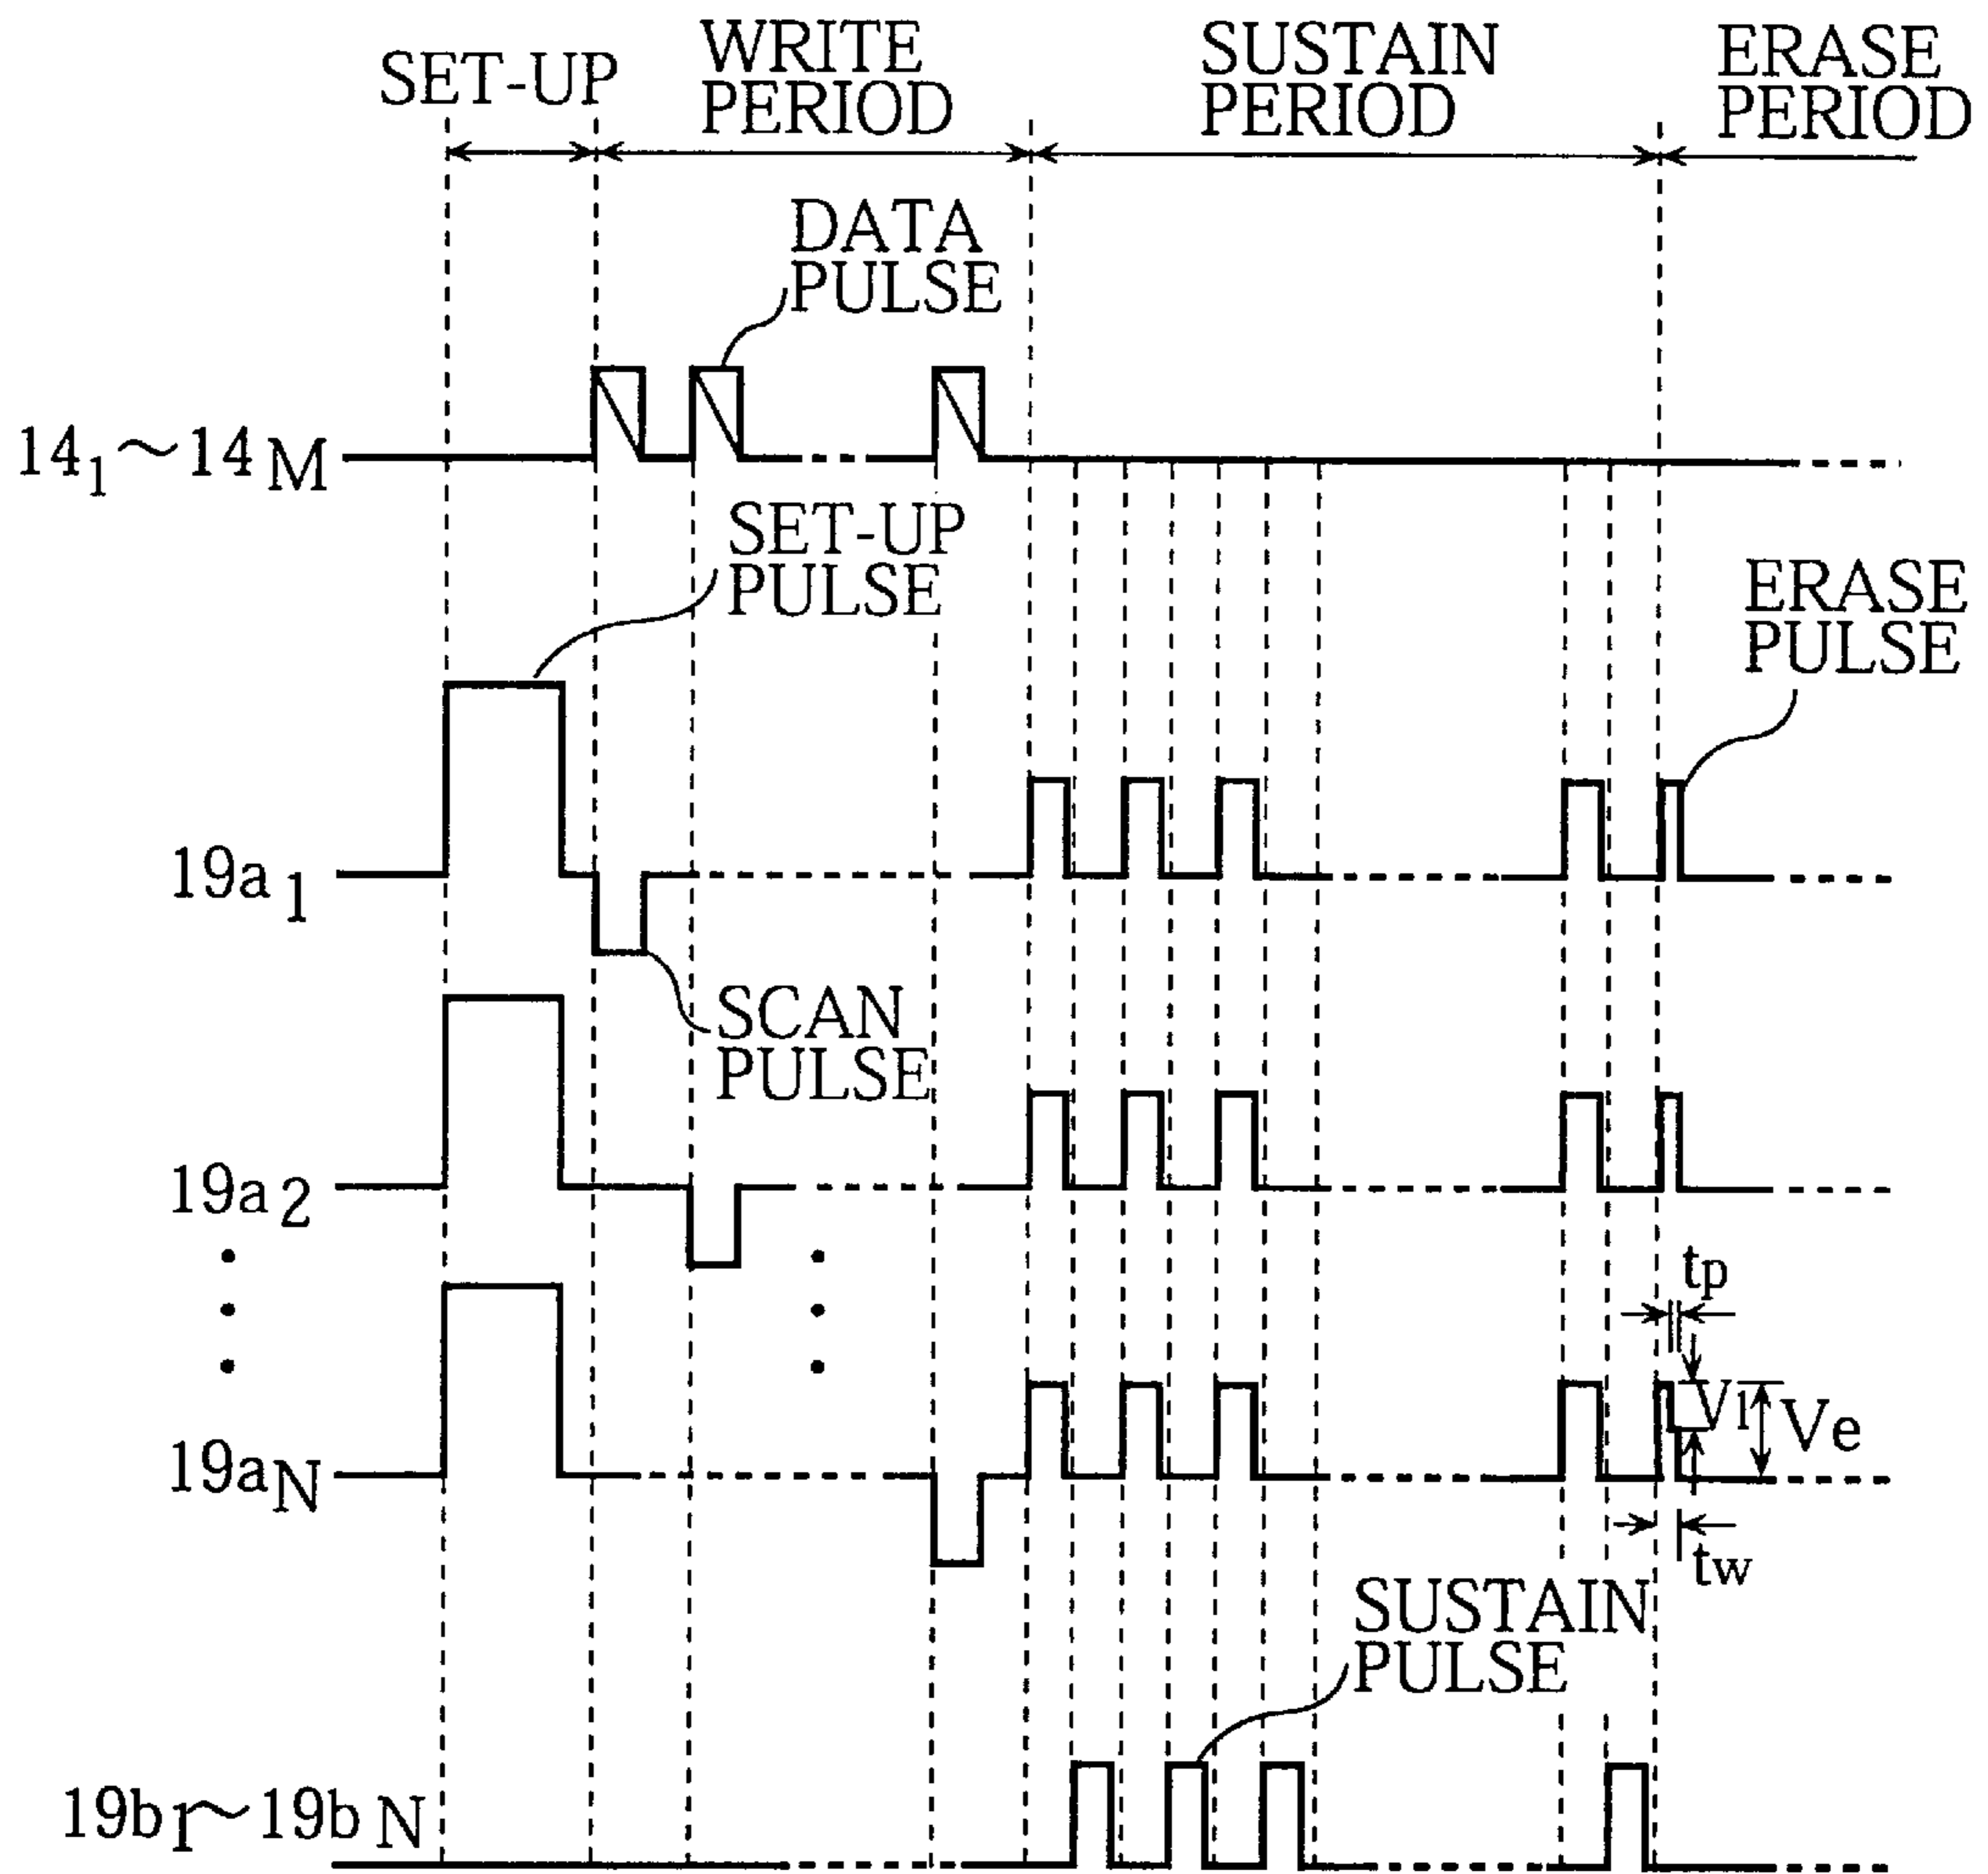 SET-UP
WRITE
PERIOD
SUSTAIN
PERIOD
ERASE
PERIOD
DATA
PULSE
14₁~14M
SET-UP
PULSE
ERASE
PULSE
19a₁
SCAN
PULSE
19a₂
tp
V1
Ve
19aN
tw
SUSTAIN
PULSE
19b₁~19bN